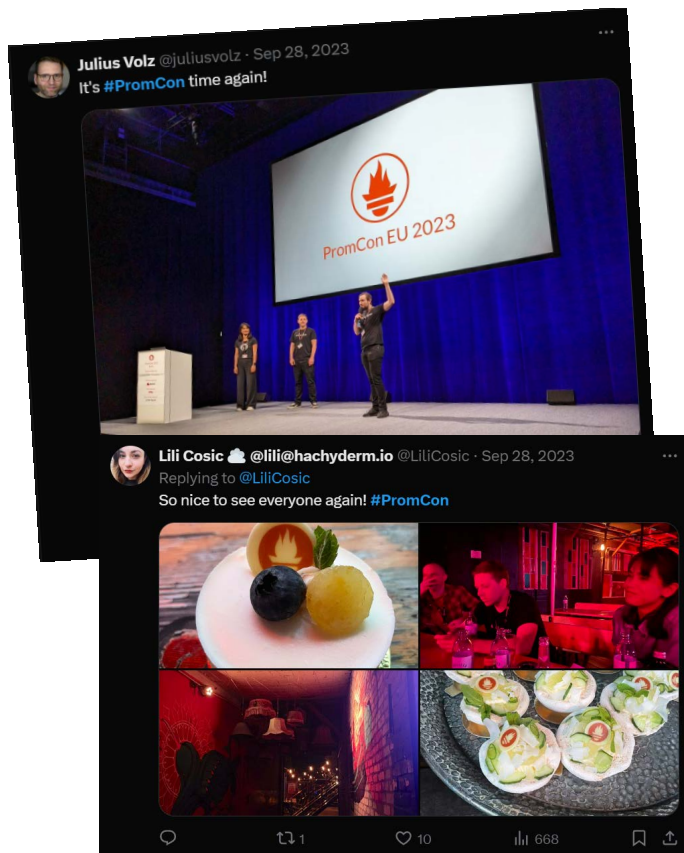 Julius Volz @juliusvolz · Sep 28, 2023
It's #PromCon time again!
PromCon EU 2023
Lili Cosic @lili@hachyderm.io @LiliCosic · Sep 28, 2023
Replying to @LiliCosic
So nice to see everyone again! #PromCon
1
10
668